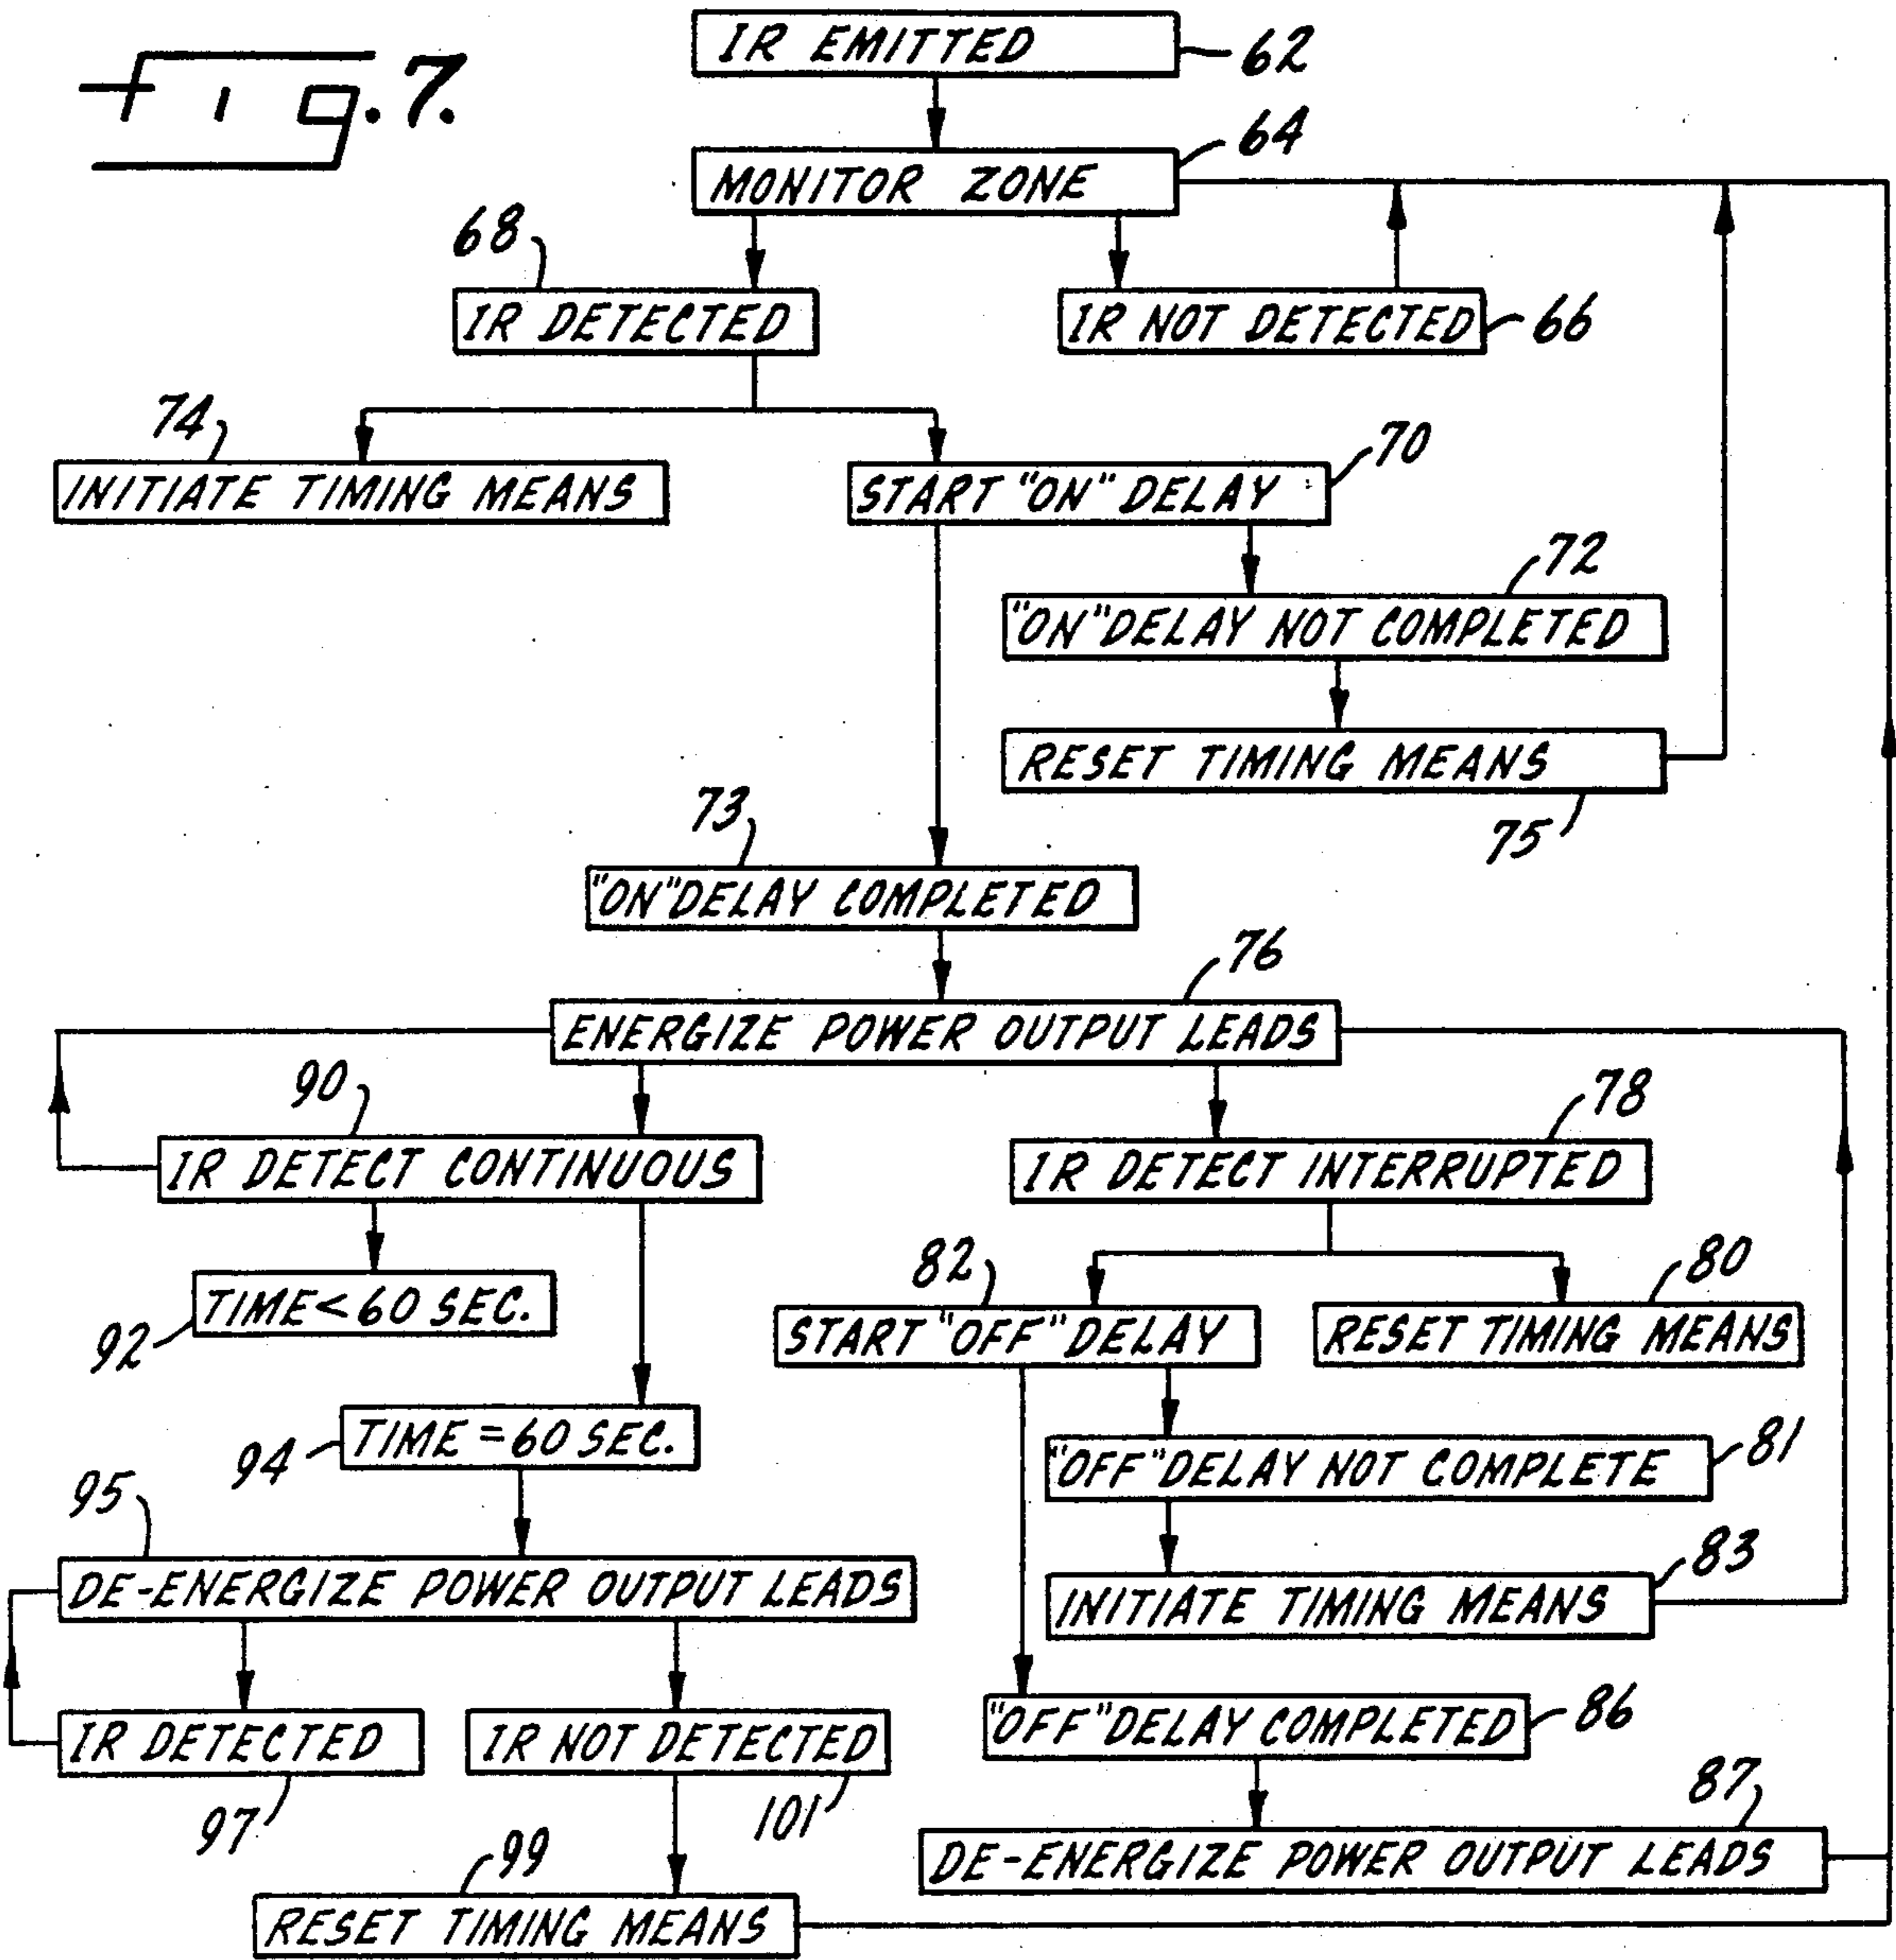 Fig. 7.
IR EMITTED
62
64
MONITOR ZONE
68
IR DETECTED
IR NOT DETECTED
66
74
INITIATE TIMING MEANS
70
START "ON" DELAY
72
"ON" DELAY NOT COMPLETED
RESET TIMING MEANS
75
73
"ON" DELAY COMPLETED
76
ENERGIZE POWER OUTPUT LEADS
90
IR DETECT CONTINUOUS
78
IR DETECT INTERRUPTED
TIME < 60 SEC.
92
82
START "OFF" DELAY
80
RESET TIMING MEANS
TIME = 60 SEC.
94
"OFF" DELAY NOT COMPLETE
81
95
DE-ENERGIZE POWER OUTPUT LEADS
83
INITIATE TIMING MEANS
IR DETECTED
97
IR NOT DETECTED
101
"OFF" DELAY COMPLETED
86
87
DE-ENERGIZE POWER OUTPUT LEADS
99
RESET TIMING MEANS